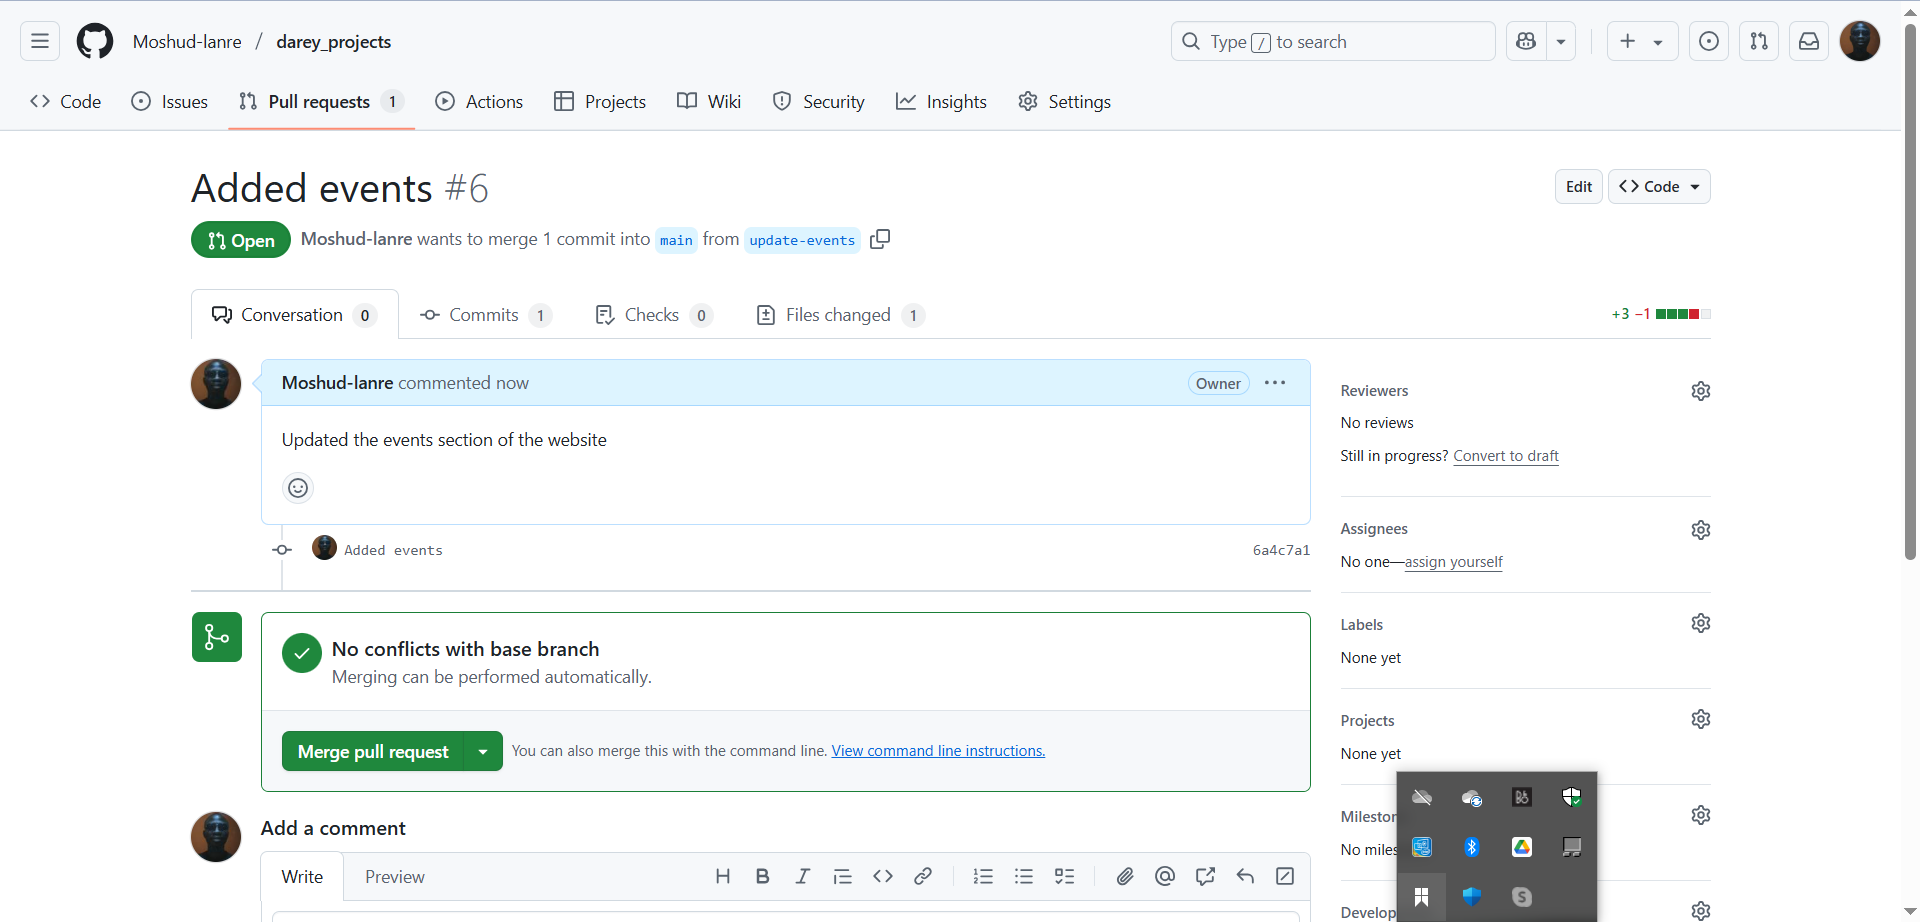 Moshud-lanre / darey_projects
Type / to search
Code
Issues
Pull requests 1
Actions
Projects
Wiki
Security
Insights
Settings
Added events #6
Edit
Code
Open
Moshud-lanre wants to merge 1 commit into main from update-events
Conversation 0
Commits 1
Checks 0
Files changed 1
+3 −1
Moshud-lanre commented now
Owner
Updated the events section of the website
Added events
6a4c7a1
No conflicts with base branch
Merging can be performed automatically.
Merge pull request
You can also merge this with the command line. View command line instructions.
Add a comment
Write
Preview
Reviewers
No reviews
Still in progress? Convert to draft
Assignees
No one—assign yourself
Labels
None yet
Projects
None yet
Mileston
No miles
Develop